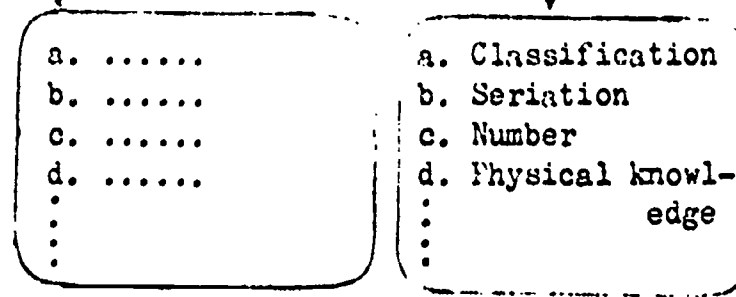 a. ......
b. ......
c. ......
d. ......
a. Classification
b. Seriation
c. Number
d. Physical knowl-
edge